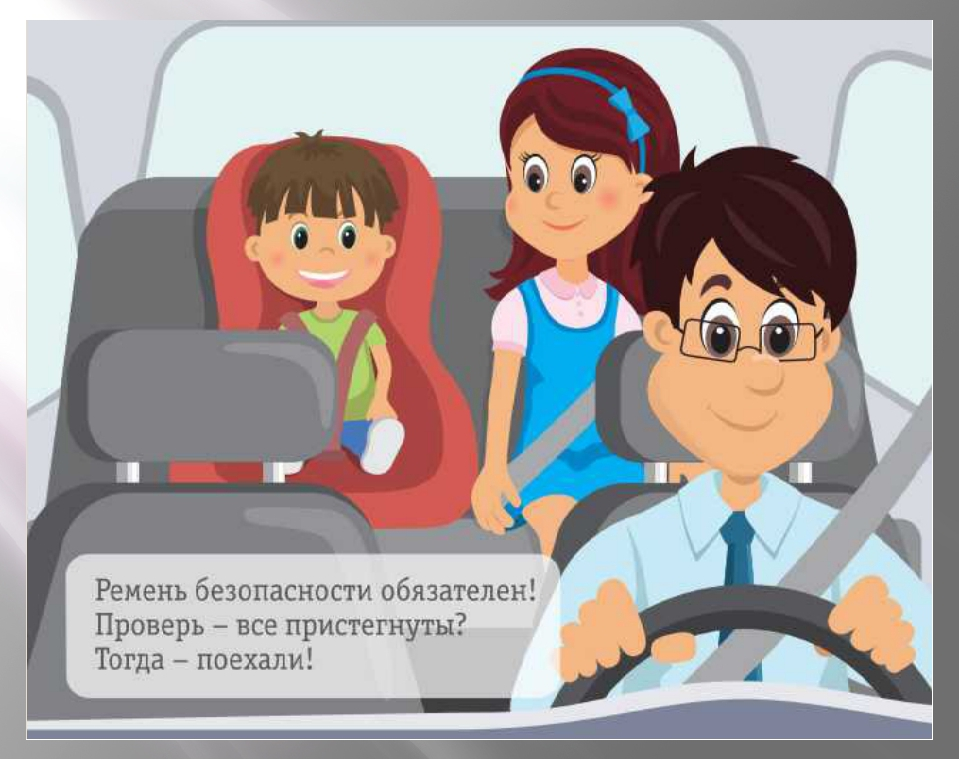 Ремень безопасности обязателен!
Проверь – все пристегнуты?
Тогда – поехали!